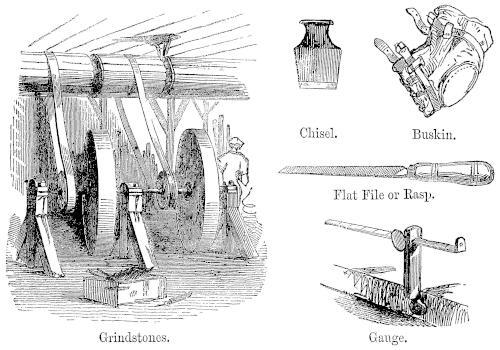 Chisel.
Buskin.
Flat File or Rasp.
Grindstones.
Gauge.